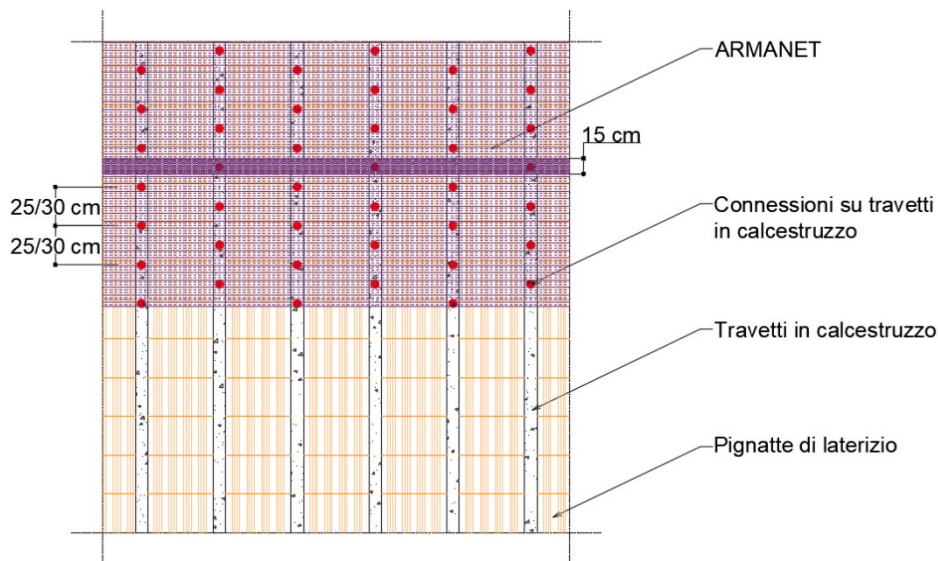 ARMANET
15 cm
25/30 cm
25/30 cm
Connessioni su travetti
in calcestruzzo
Travetti in calcestruzzo
Pignatte di laterizio